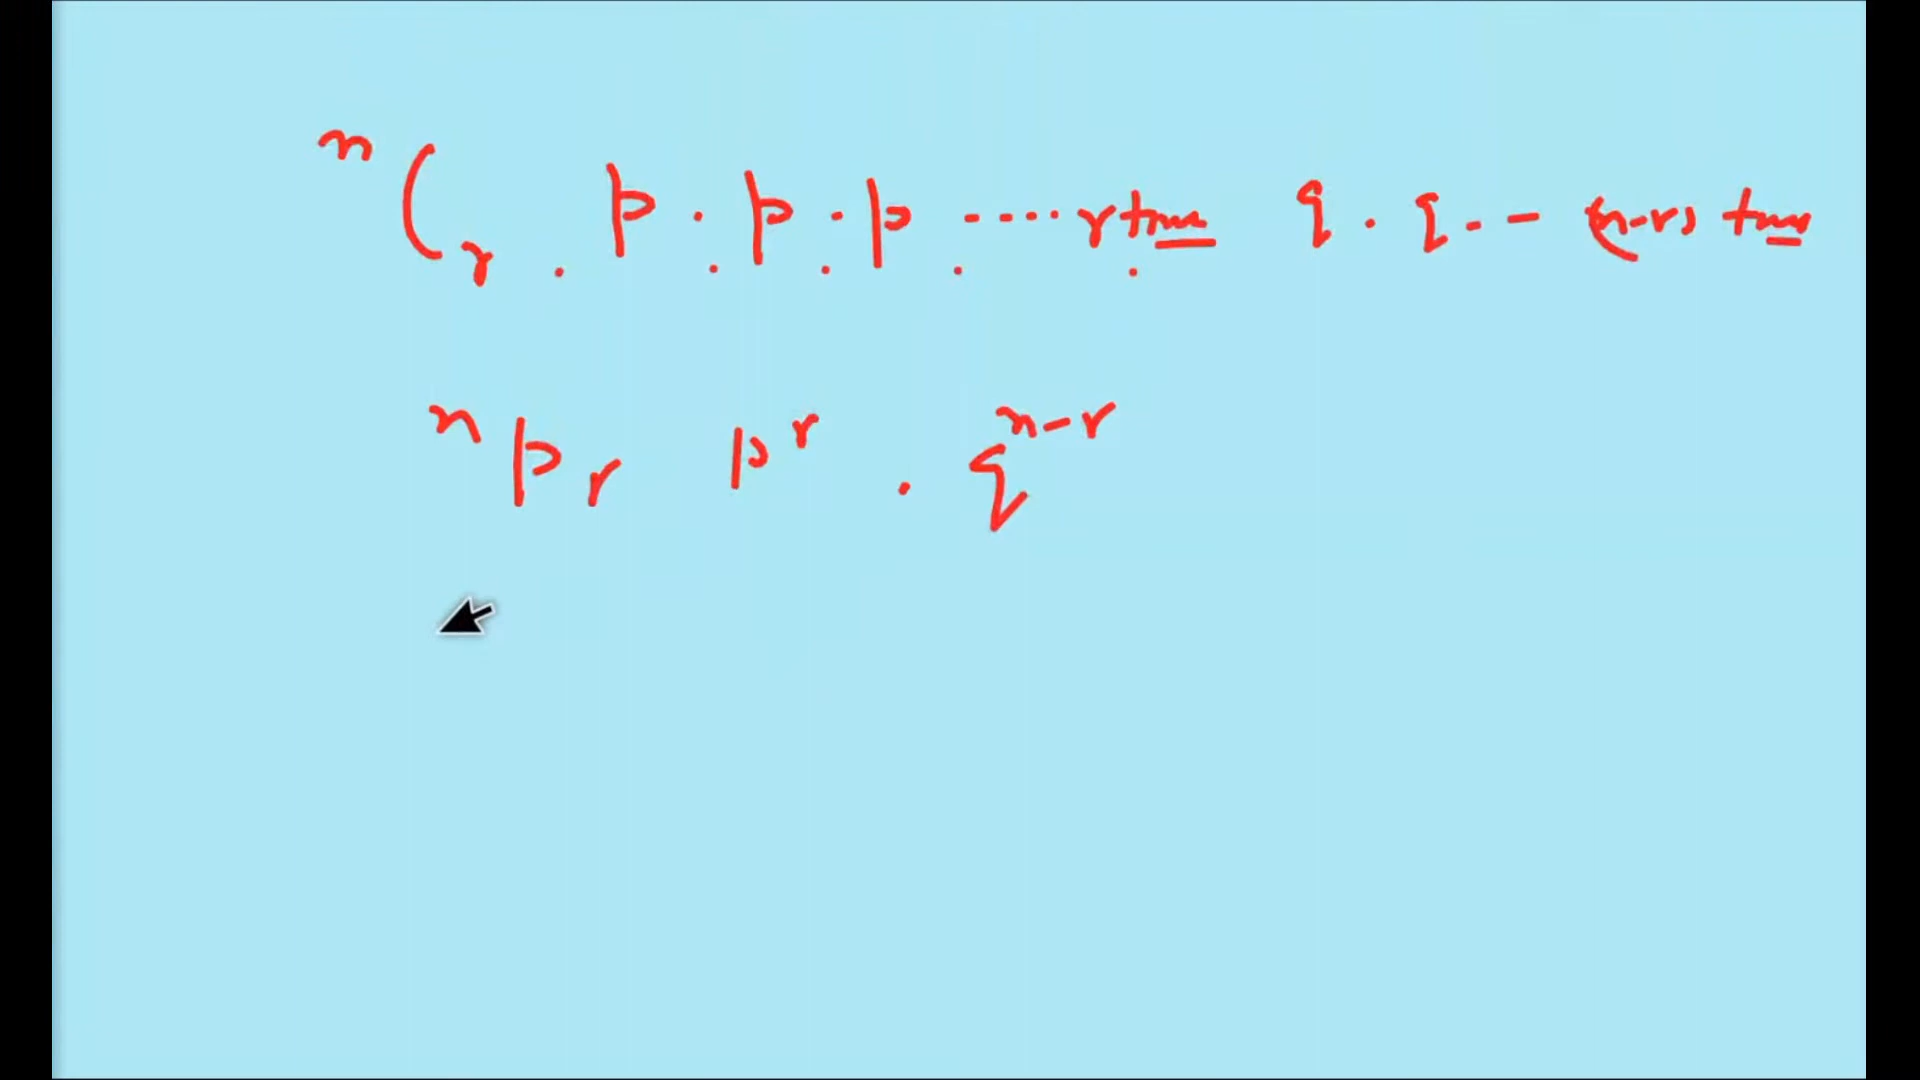 ⁿCᵣ . p . p . p ---- r times q . q . - (n-r) times
ⁿpᵣ pʳ . qⁿ⁻ʳ